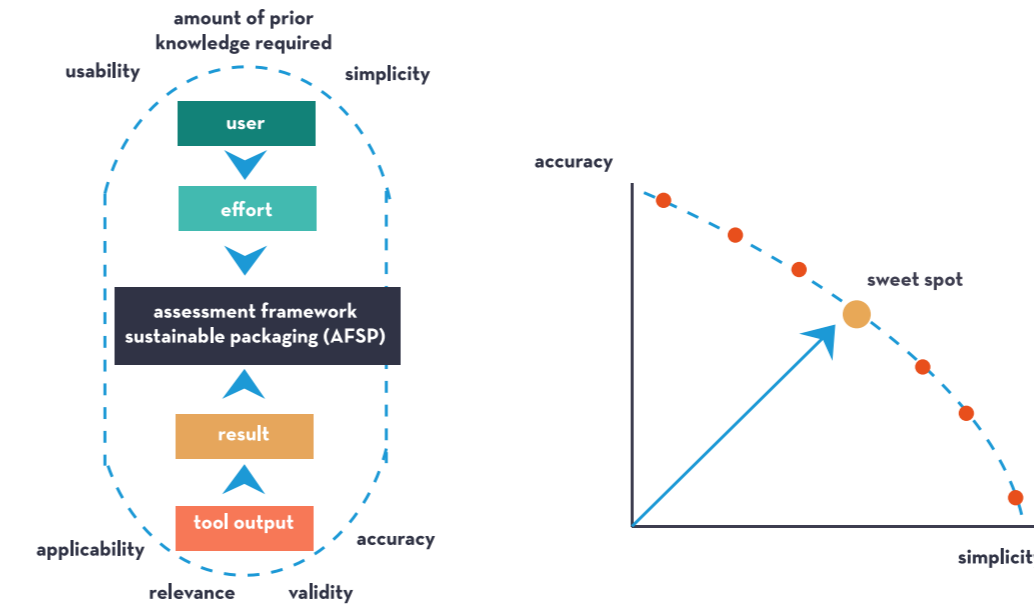 amount of prior
knowledge required
usability
simplicity
user
effort
assessment framework
sustainable packaging (AFSP)
result
tool output
applicability
accuracy
relevance
validity
accuracy
sweet spot
simplicit